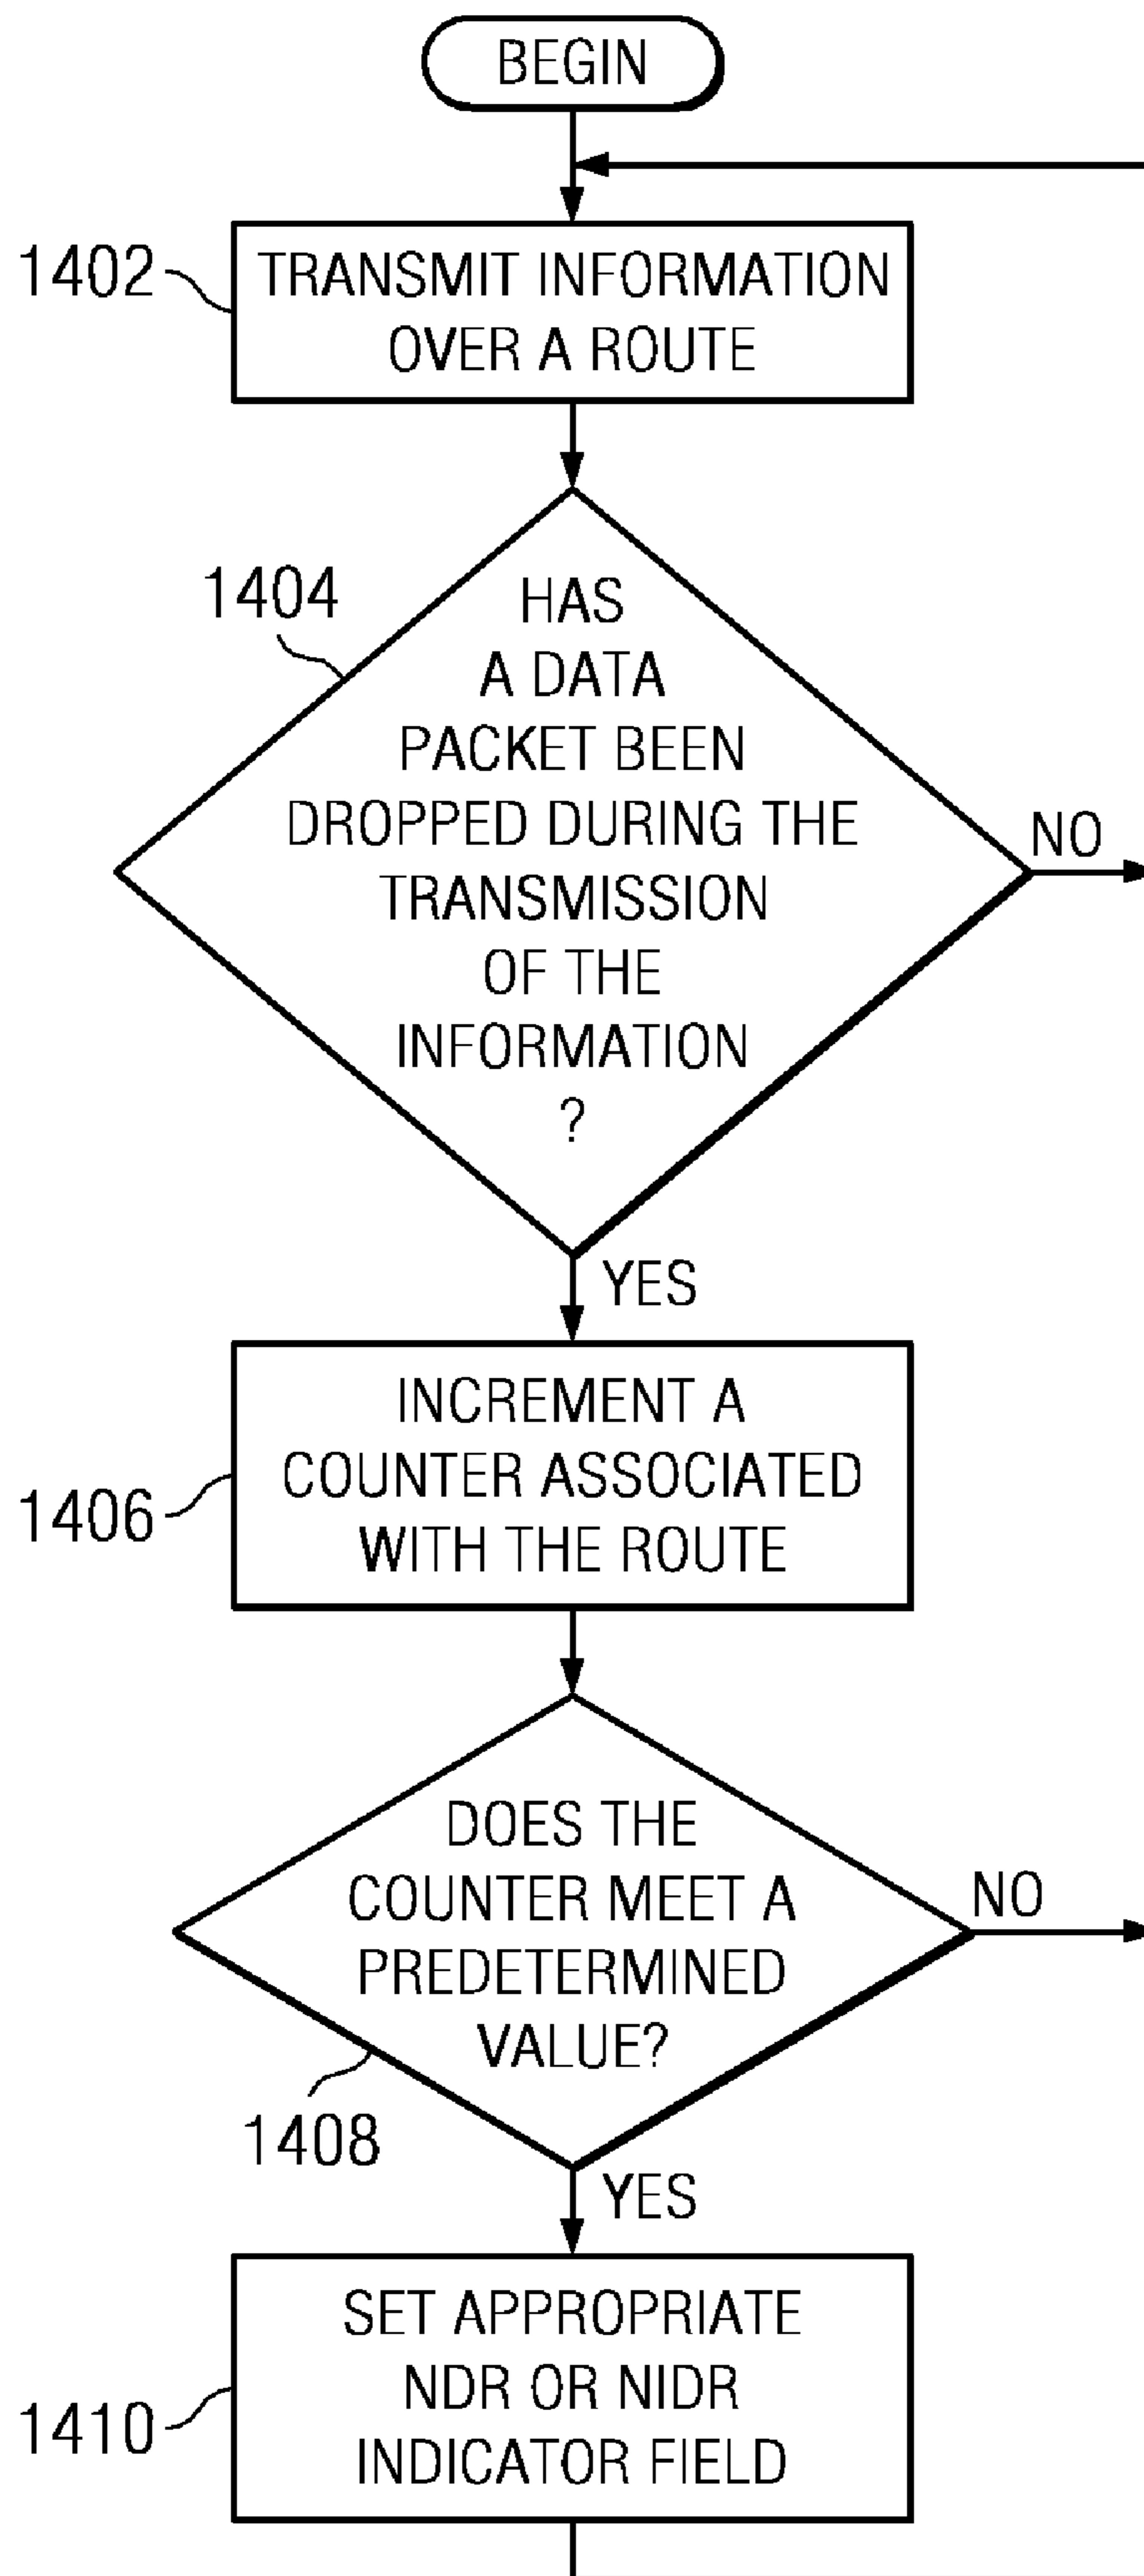 BEGIN
1402
TRANSMIT INFORMATION
OVER A ROUTE
1404
HAS
A DATA
PACKET BEEN
DROPPED DURING THE
TRANSMISSION
OF THE
INFORMATION
?
NO
YES
1406
INCREMENT A
COUNTER ASSOCIATED
WITH THE ROUTE
DOES THE
COUNTER MEET A
PREDETERMINED
VALUE?
NO
1408
YES
1410
SET APPROPRIATE
NDR OR NIDR
INDICATOR FIELD